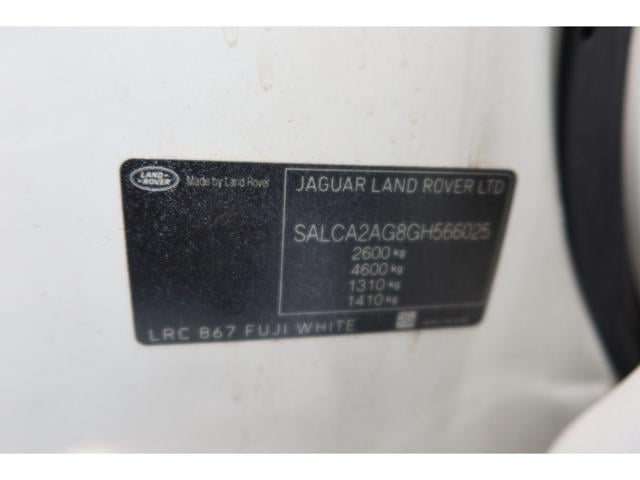 LAND-
-ROVER
Made by Land Rover
JAGUAR LAND ROVER LTD
SALCA2AG8GH566025
2600 kg
4600 kg
1310 kg
1410 kg
LRC 867 FUJI WHITE